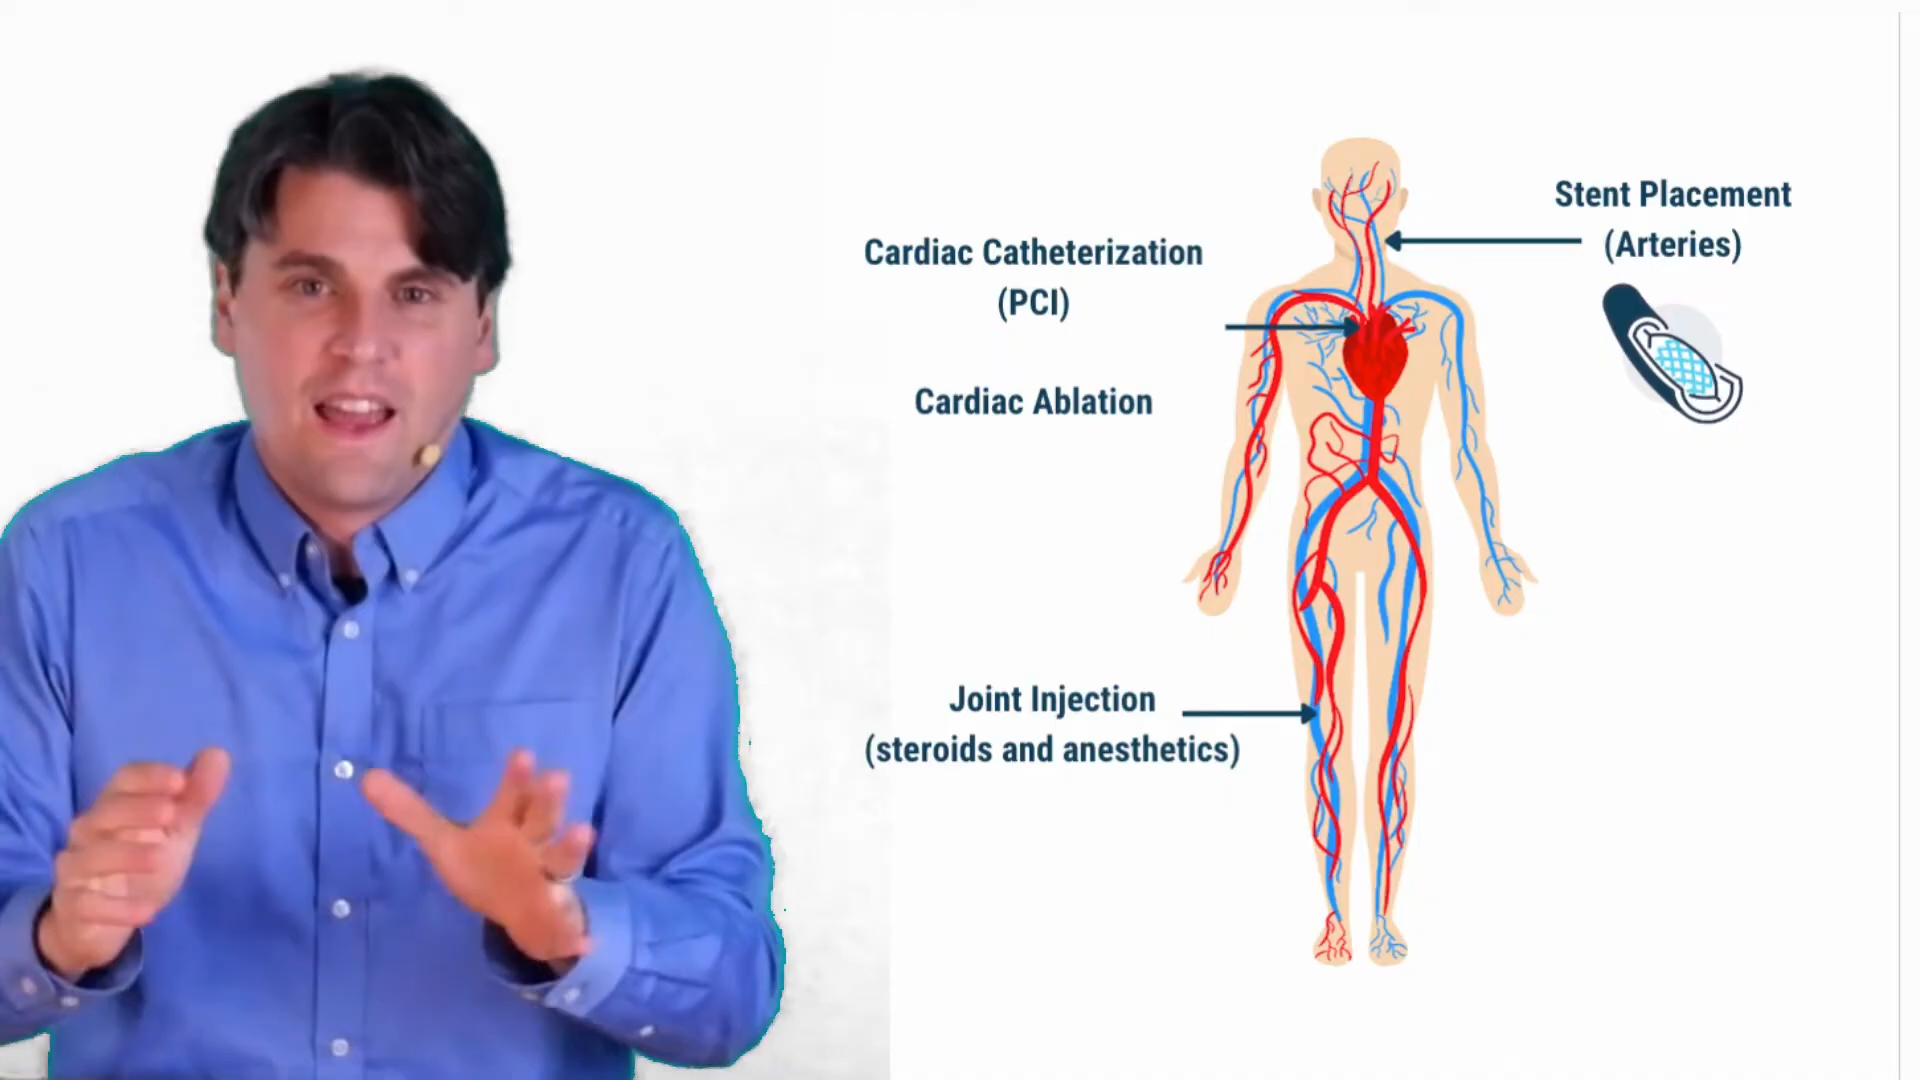 Cardiac Catheterization
(PCI)
Cardiac Ablation
Joint Injection
(steroids and anesthetics)
Stent Placement
(Arteries)